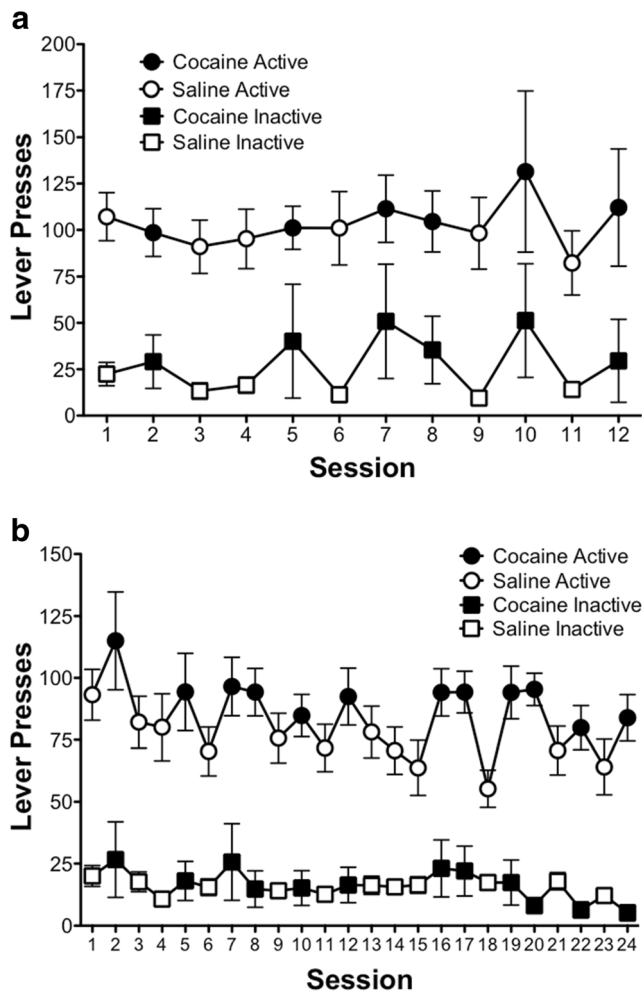 a
200
175
150
125
100
75
50
25
0
Lever Presses
Cocaine Active
Saline Active
Cocaine Inactive
Saline Inactive
1 2 3 4 5 6 7 8 9 10 11 12
Session
b
150
125
100
75
50
25
0
Lever Presses
Cocaine Active
Saline Active
Cocaine Inactive
Saline Inactive
1 2 3 4 5 6 7 8 9 10 11 12 13 14 15 16 17 18 19 20 21 22 23 24
Session